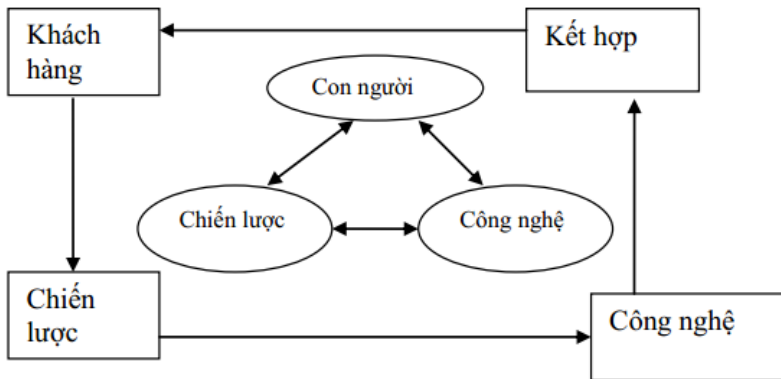 Khách
hàng
Kết hợp
Con người
Chiến lược
Công nghệ
Chiến
lược
Công nghệ